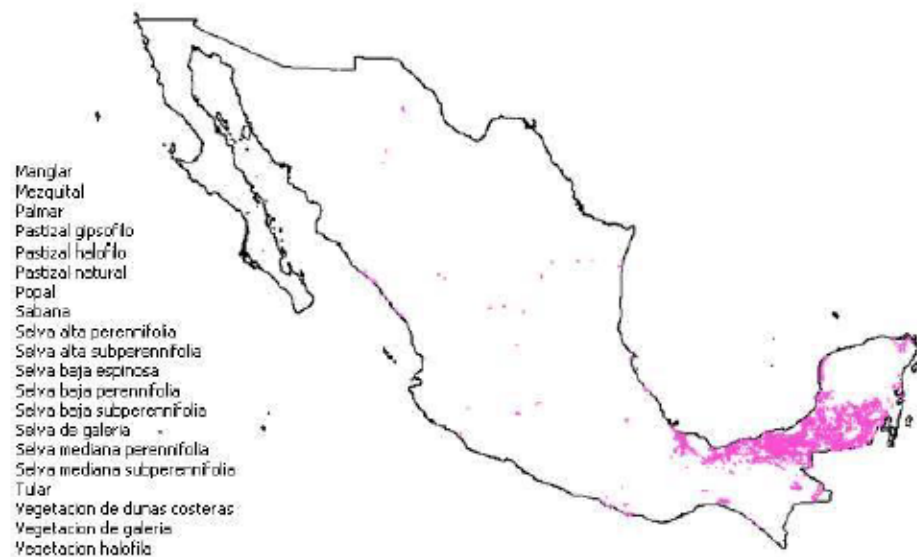 Manglar
Mezquital
Palmar
Pastizal gipsofilo
Pastizal halofilo
Pastizal natural
Popal
Sabana
Selva alta perennifolia
Selva alta subperennifolia
Selva baja espinosa
Selva baja perennifolia
Selva baja subperennifolia
Selva de galeria
Selva mediana perennifolia
Selva mediana subperennifolia
Tular
Vegetacion de dunas costeras
Vegetacion de galeria
Vegetacion halofila